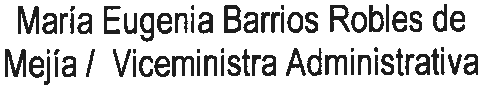 María Eugenia Barrios Robles de
Mejía / Viceministra Administrativa